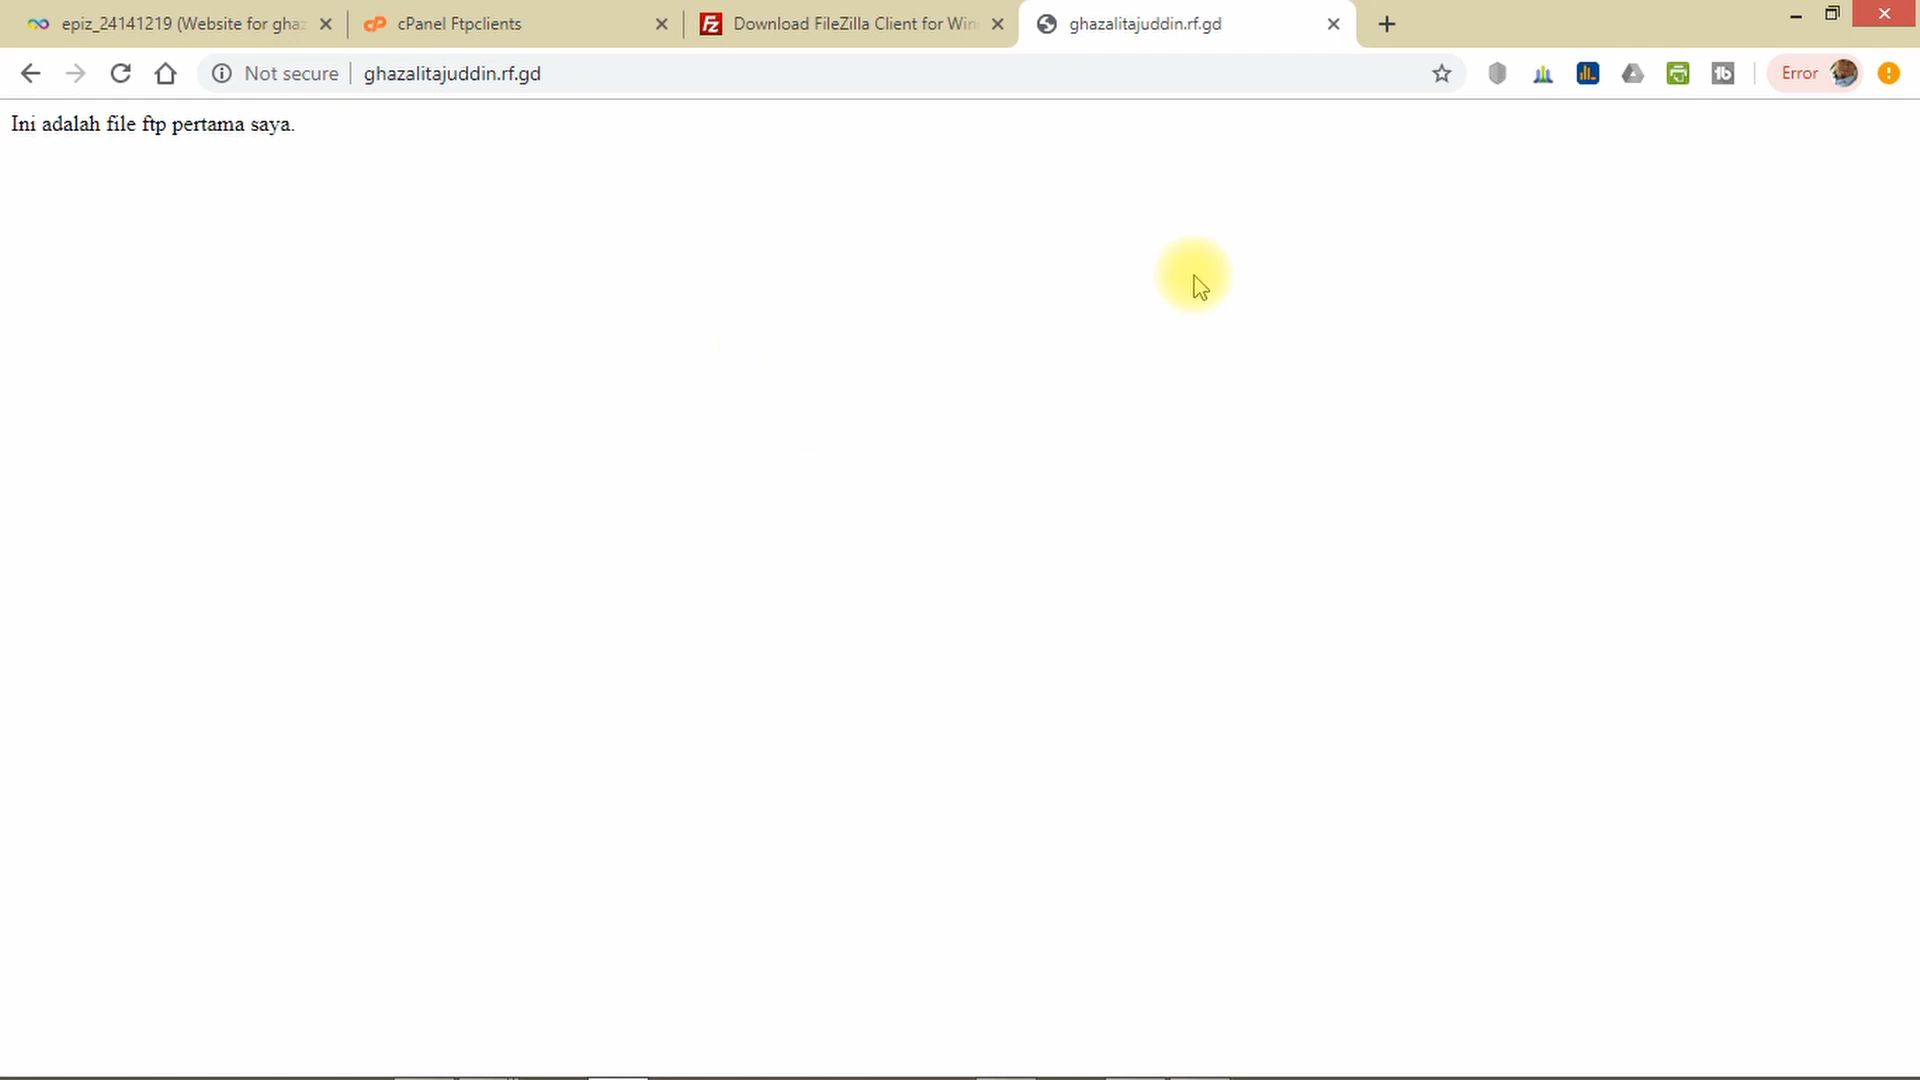 epiz_24141219 (Website for ghaz
cPanel Ftpclients
Download FileZilla Client for Win
ghazalitajuddin.rf.gd
Not secure
ghazalitajuddin.rf.gd
Error
Ini adalah file ftp pertama saya.